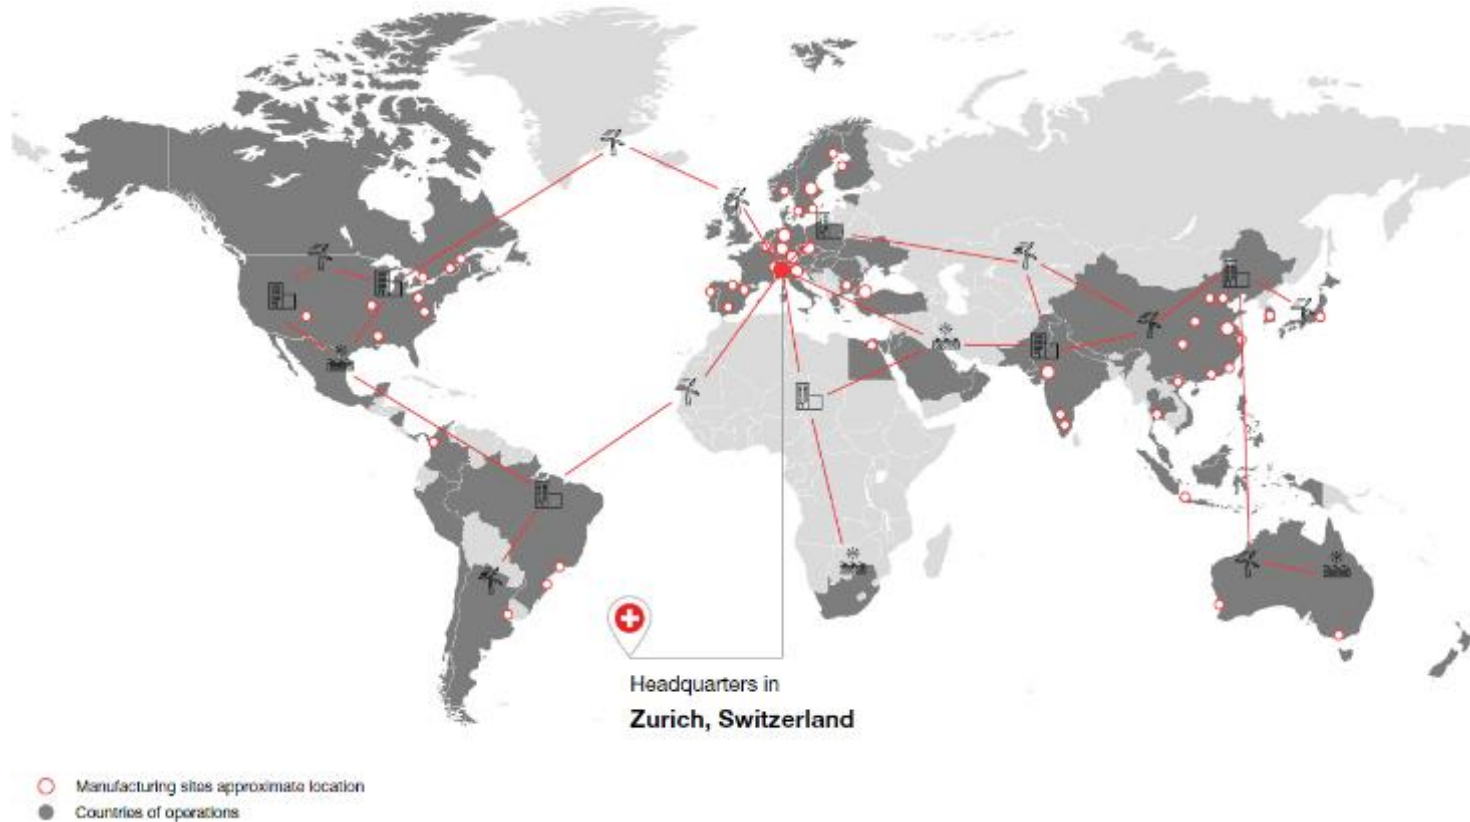 Headquarters in
Zurich, Switzerland
Manufacturing sites approximate location
Countries of operations